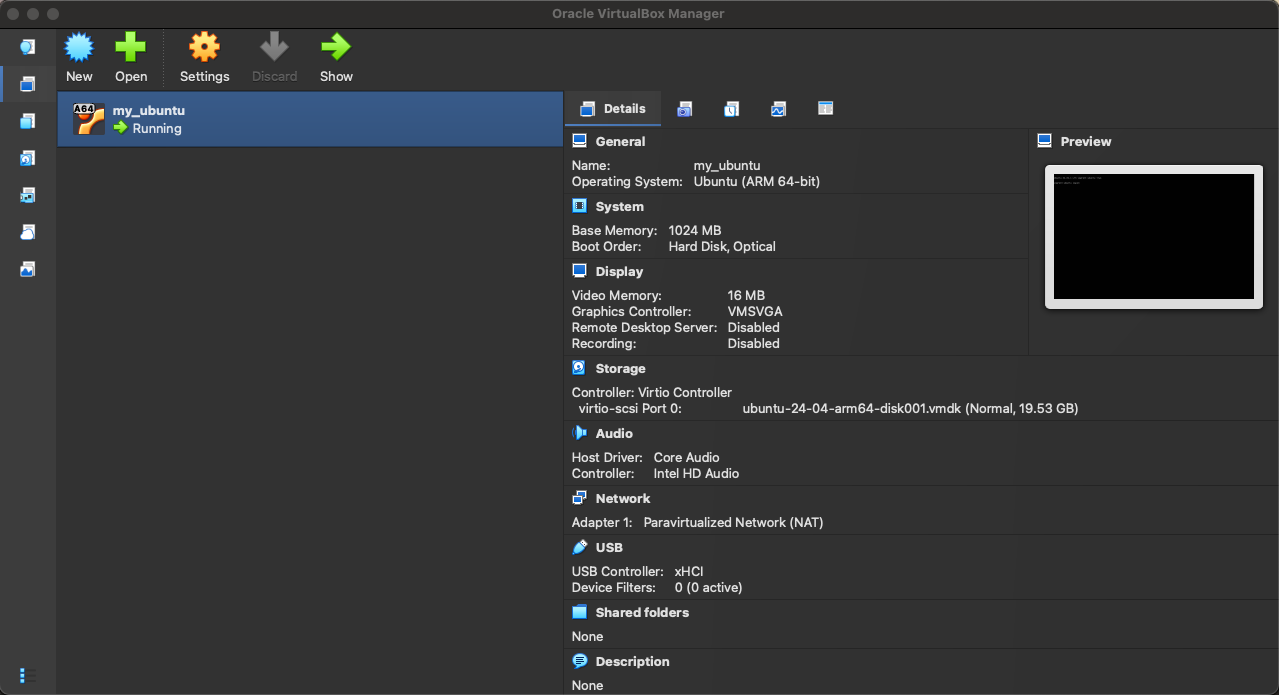 Oracle VirtualBox Manager
New Open Settings Discard Show
A64
my_ubuntu
Running
Details
General
Name: my_ubuntu
Operating System: Ubuntu (ARM 64-bit)
Preview
System
Base Memory: 1024 MB
Boot Order: Hard Disk, Optical
Display
Video Memory: 16 MB
Graphics Controller: VMSVGA
Remote Desktop Server: Disabled
Recording: Disabled
Storage
Controller: Virtio Controller
virtio-scsi Port 0: ubuntu-24-04-arm64-disk001.vmdk (Normal, 19.53 GB)
Audio
Host Driver: Core Audio
Controller: Intel HD Audio
Network
Adapter 1: Paravirtualized Network (NAT)
USB
USB Controller: xHCI
Device Filters: 0 (0 active)
Shared folders
None
Description
None